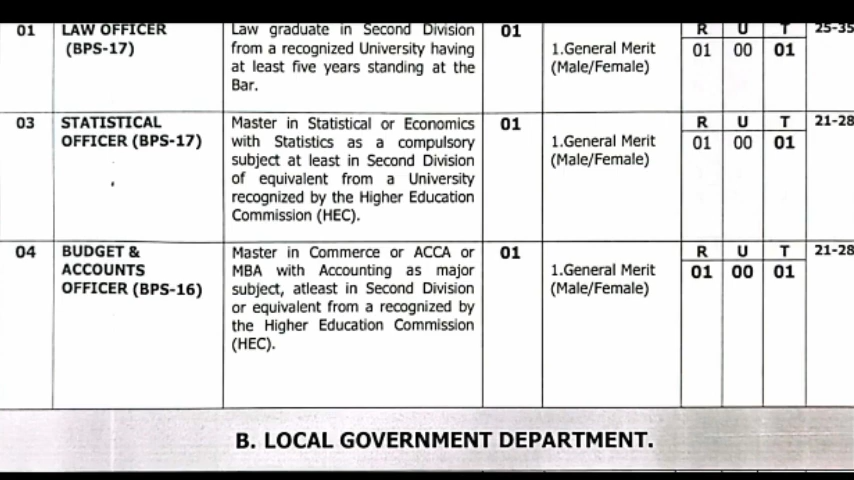 01 LAW OFFICER (BPS-17) Law graduate in Second Division from a recognized University having at least five years standing at the Bar. 01 1.General Merit (Male/Female) R U T 01 00 01 25-35
03 STATISTICAL OFFICER (BPS-17) Master in Statistical or Economics with Statistics as a compulsory subject at least in Second Division of equivalent from a University recognized by the Higher Education Commission (HEC). 01 1.General Merit (Male/Female) R U T 01 00 01 21-28
04 BUDGET & ACCOUNTS OFFICER (BPS-16) Master in Commerce or ACCA or MBA with Accounting as major subject, atleast in Second Division or equivalent from a recognized by the Higher Education Commission (HEC). 01 1.General Merit (Male/Female) R U T 01 00 01 21-28
B. LOCAL GOVERNMENT DEPARTMENT.